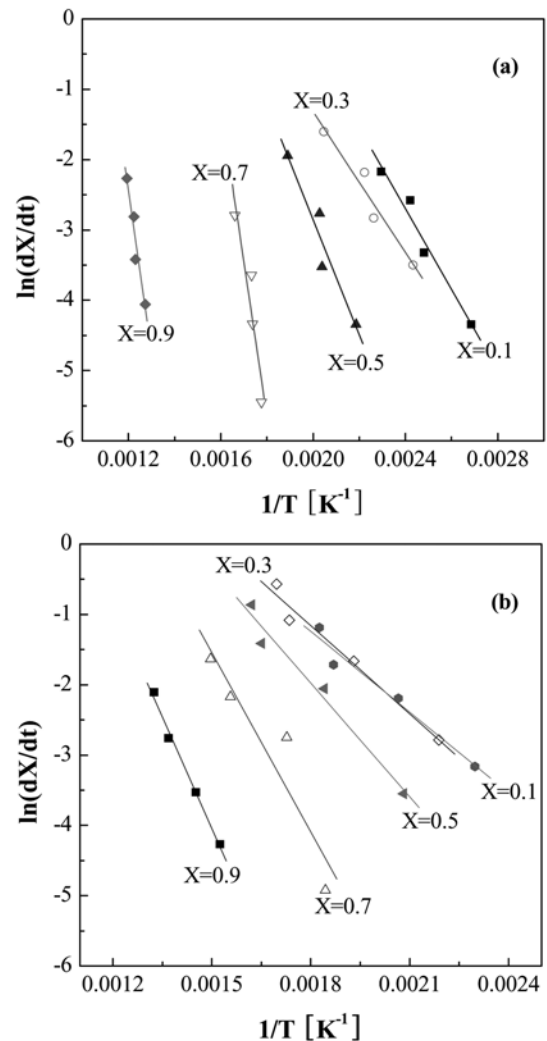 0
(a)
-1
X=0.3
-2
X=0.7
ln(dX/dt)
-3
-4
X=0.9
X=0.1
X=0.5
-5
-6
0.0012 0.0016 0.0020 0.0024 0.0028
1/T [K⁻¹]
0
X=0.3
(b)
-1
-2
ln(dX/dt)
-3
X=0.1
X=0.5
-4
X=0.9
X=0.7
-5
-6
0.0012 0.0015 0.0018 0.0021 0.0024
1/T [K⁻¹]